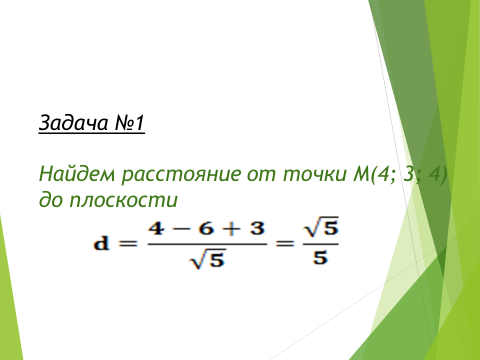 Задача №1
Найдем расстояние от точки М(4; 3; 4)
до плоскости
d = (4 − 6 + 3)/√5 = √5/5